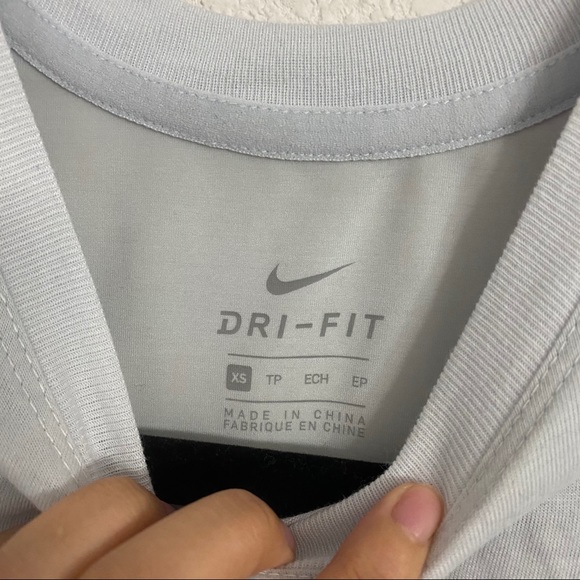 DRI-FIT
XS TP ECH EP
MADE IN CHINA
FABRIQUE EN CHINE